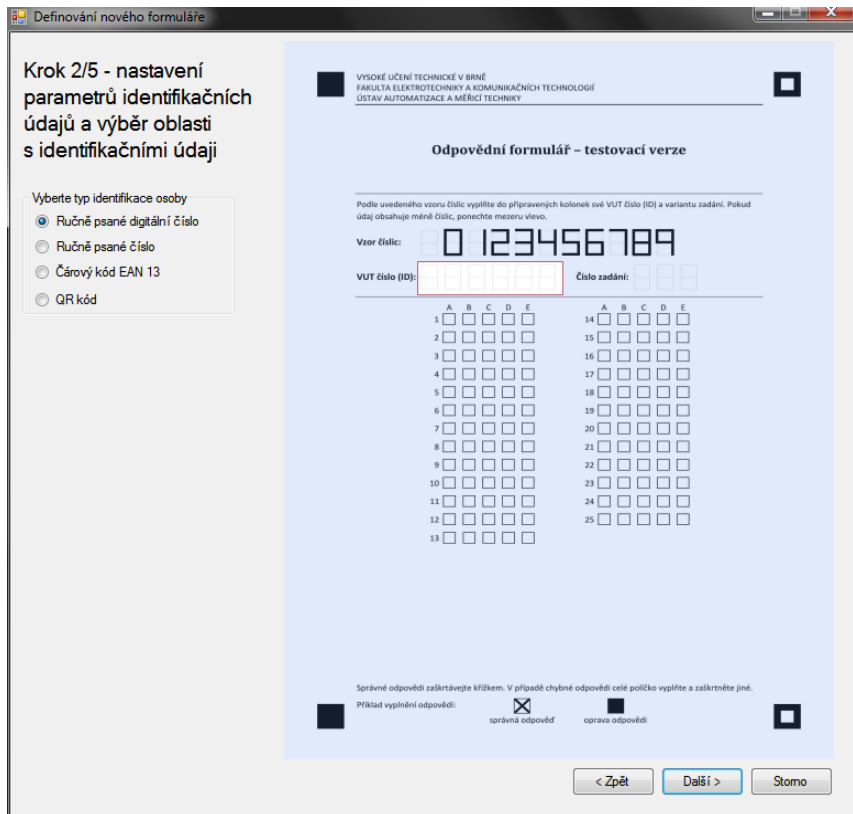 Definování nového formuláře
Krok 2/5 - nastavení
parametrů identifikačních
údajů a výběr oblasti
s identifikačními údaji
Vyberte typ identifikace osoby
Ručně psané digitální číslo
Ručně psané číslo
Čárový kód EAN 13
QR kód
VYSOKÉ UČENÍ TECHNICKÉ V BRNĚ
FAKULTA ELEKTROTECHNIKY A KOMUNIKAČNÍCH TECHNOLOGIÍ
ÚSTAV AUTOMATIZACE A MĚŘICÍ TECHNIKY
Odpovědní formulář – testovací verze
Podle uvedeného vzoru číslic vyplňte do připravených kolonek své VUT číslo (ID) a variantu zadání. Pokud
údaj obsahuje méně číslic, ponechte mezeru vlevo.
Vzor číslic: 0 1 2 3 4 5 6 7 8 9
VUT číslo (ID): Číslo zadání:
A B C D E A B C D E
1 14
2 15
3 16
4 17
5 18
6 19
7 20
8 21
9 22
10 23
11 24
12 25
13
Správné odpovědi zaškrtávejte křížkem. V případě chybné odpovědi celé políčko vyplňte a zaškrtněte jiné.
Příklad vyplnění odpovědí:
správná odpověď oprava odpovědi
< Zpět Další > Storno